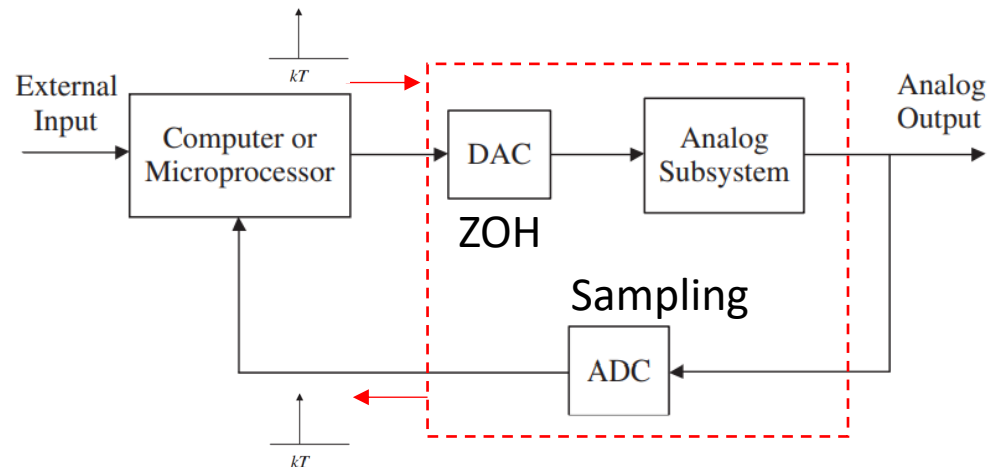 kT
External
Input
Computer or
Microprocessor
DAC
Analog
Subsystem
Analog
Output
ZOH
Sampling
ADC
kT